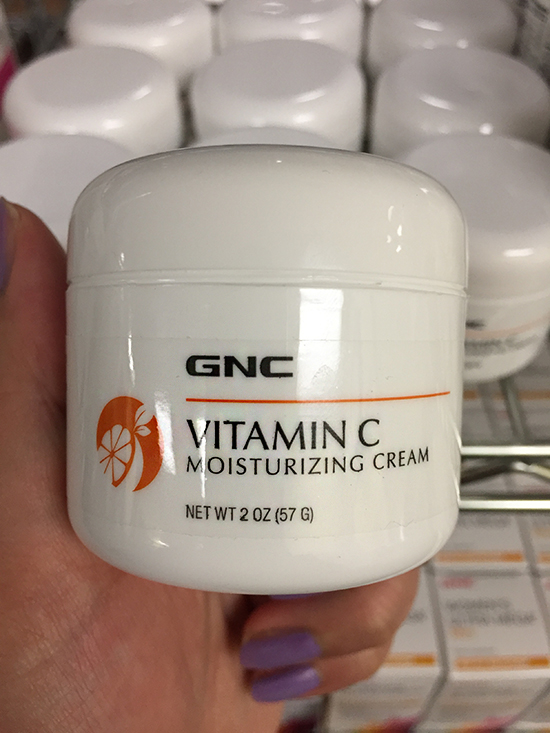 GNC
VITAMIN C
MOISTURIZING CREAM
NET WT 2 OZ (57 G)